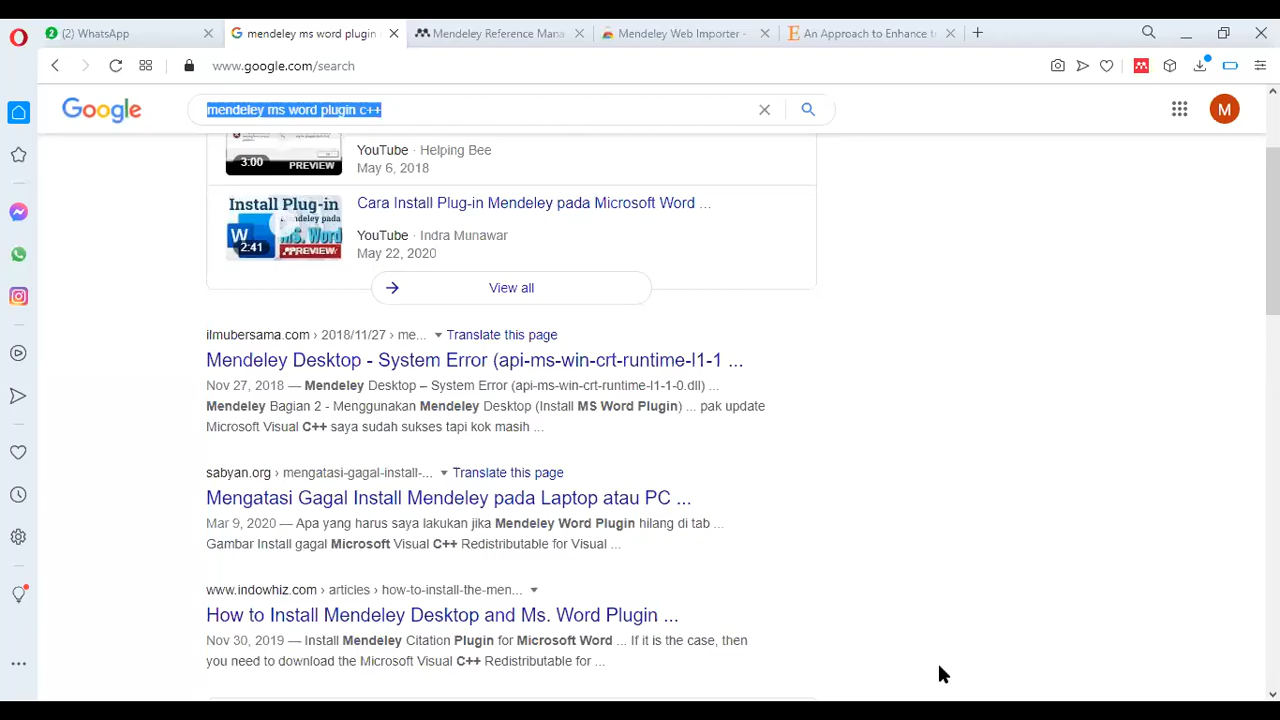 (2) WhatsApp
mendeley ms word plugin
Mendeley Reference Mana
Mendeley Web Importer -
An Approach to Enhance t
www.google.com/search
Google
mendeley ms word plugin c++
M
3:00
PREVIEW
YouTube · Helping Bee
May 6, 2018
Install Plug-in
ndeley pada
MS. Word
W
2:41
PREVIEW
Cara Install Plug-in Mendeley pada Microsoft Word ...
YouTube · Indra Munawar
May 22, 2020
View all
ilmubersama.com › 2018/11/27 › me... Translate this page
Mendeley Desktop - System Error (api-ms-win-crt-runtime-l1-1 ...
Nov 27, 2018 — Mendeley Desktop – System Error (api-ms-win-crt-runtime-l1-1-0.dll) ...
Mendeley Bagian 2 - Menggunakan Mendeley Desktop (Install MS Word Plugin) ... pak update
Microsoft Visual C++ saya sudah sukses tapi kok masih ...
sabyan.org › mengatasi-gagal-install-... Translate this page
Mengatasi Gagal Install Mendeley pada Laptop atau PC ...
Mar 9, 2020 — Apa yang harus saya lakukan jika Mendeley Word Plugin hilang di tab ...
Gambar Install gagal Microsoft Visual C++ Redistributable for Visual ...
www.indowhiz.com › articles › how-to-install-the-men...
How to Install Mendeley Desktop and Ms. Word Plugin ...
Nov 30, 2019 — Install Mendeley Citation Plugin for Microsoft Word ... If it is the case, then
you need to download the Microsoft Visual C++ Redistributable for ...